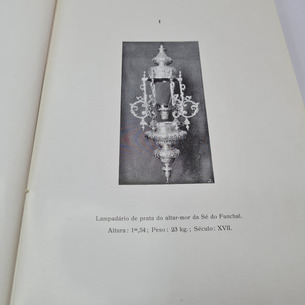 I
Lampadário de prata do altar-mor da Sé do Funchal.
Altura: 1ᵐ,54; Peso: 23 kg.; Século: XVII.